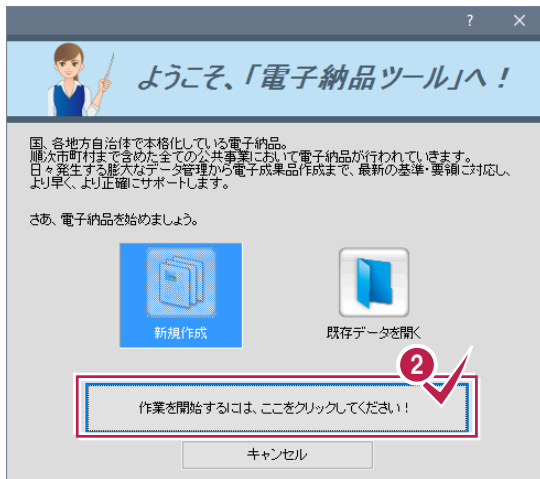 ? ×
ようこそ、「電子納品ツール」へ！
国、各地方自治体で本格化している電子納品。
順次市町村まで含めた全ての公共事業において電子納品が行われていきます。
日々発生する膨大なデータ管理から電子成果品作成まで、最新の基準・要領に対応し、
より早く、より正確にサポートします。
さあ、電子納品を始めましょう。
新規作成
既存データを開く
2
作業を開始するには、ここをクリックしてください！
キャンセル